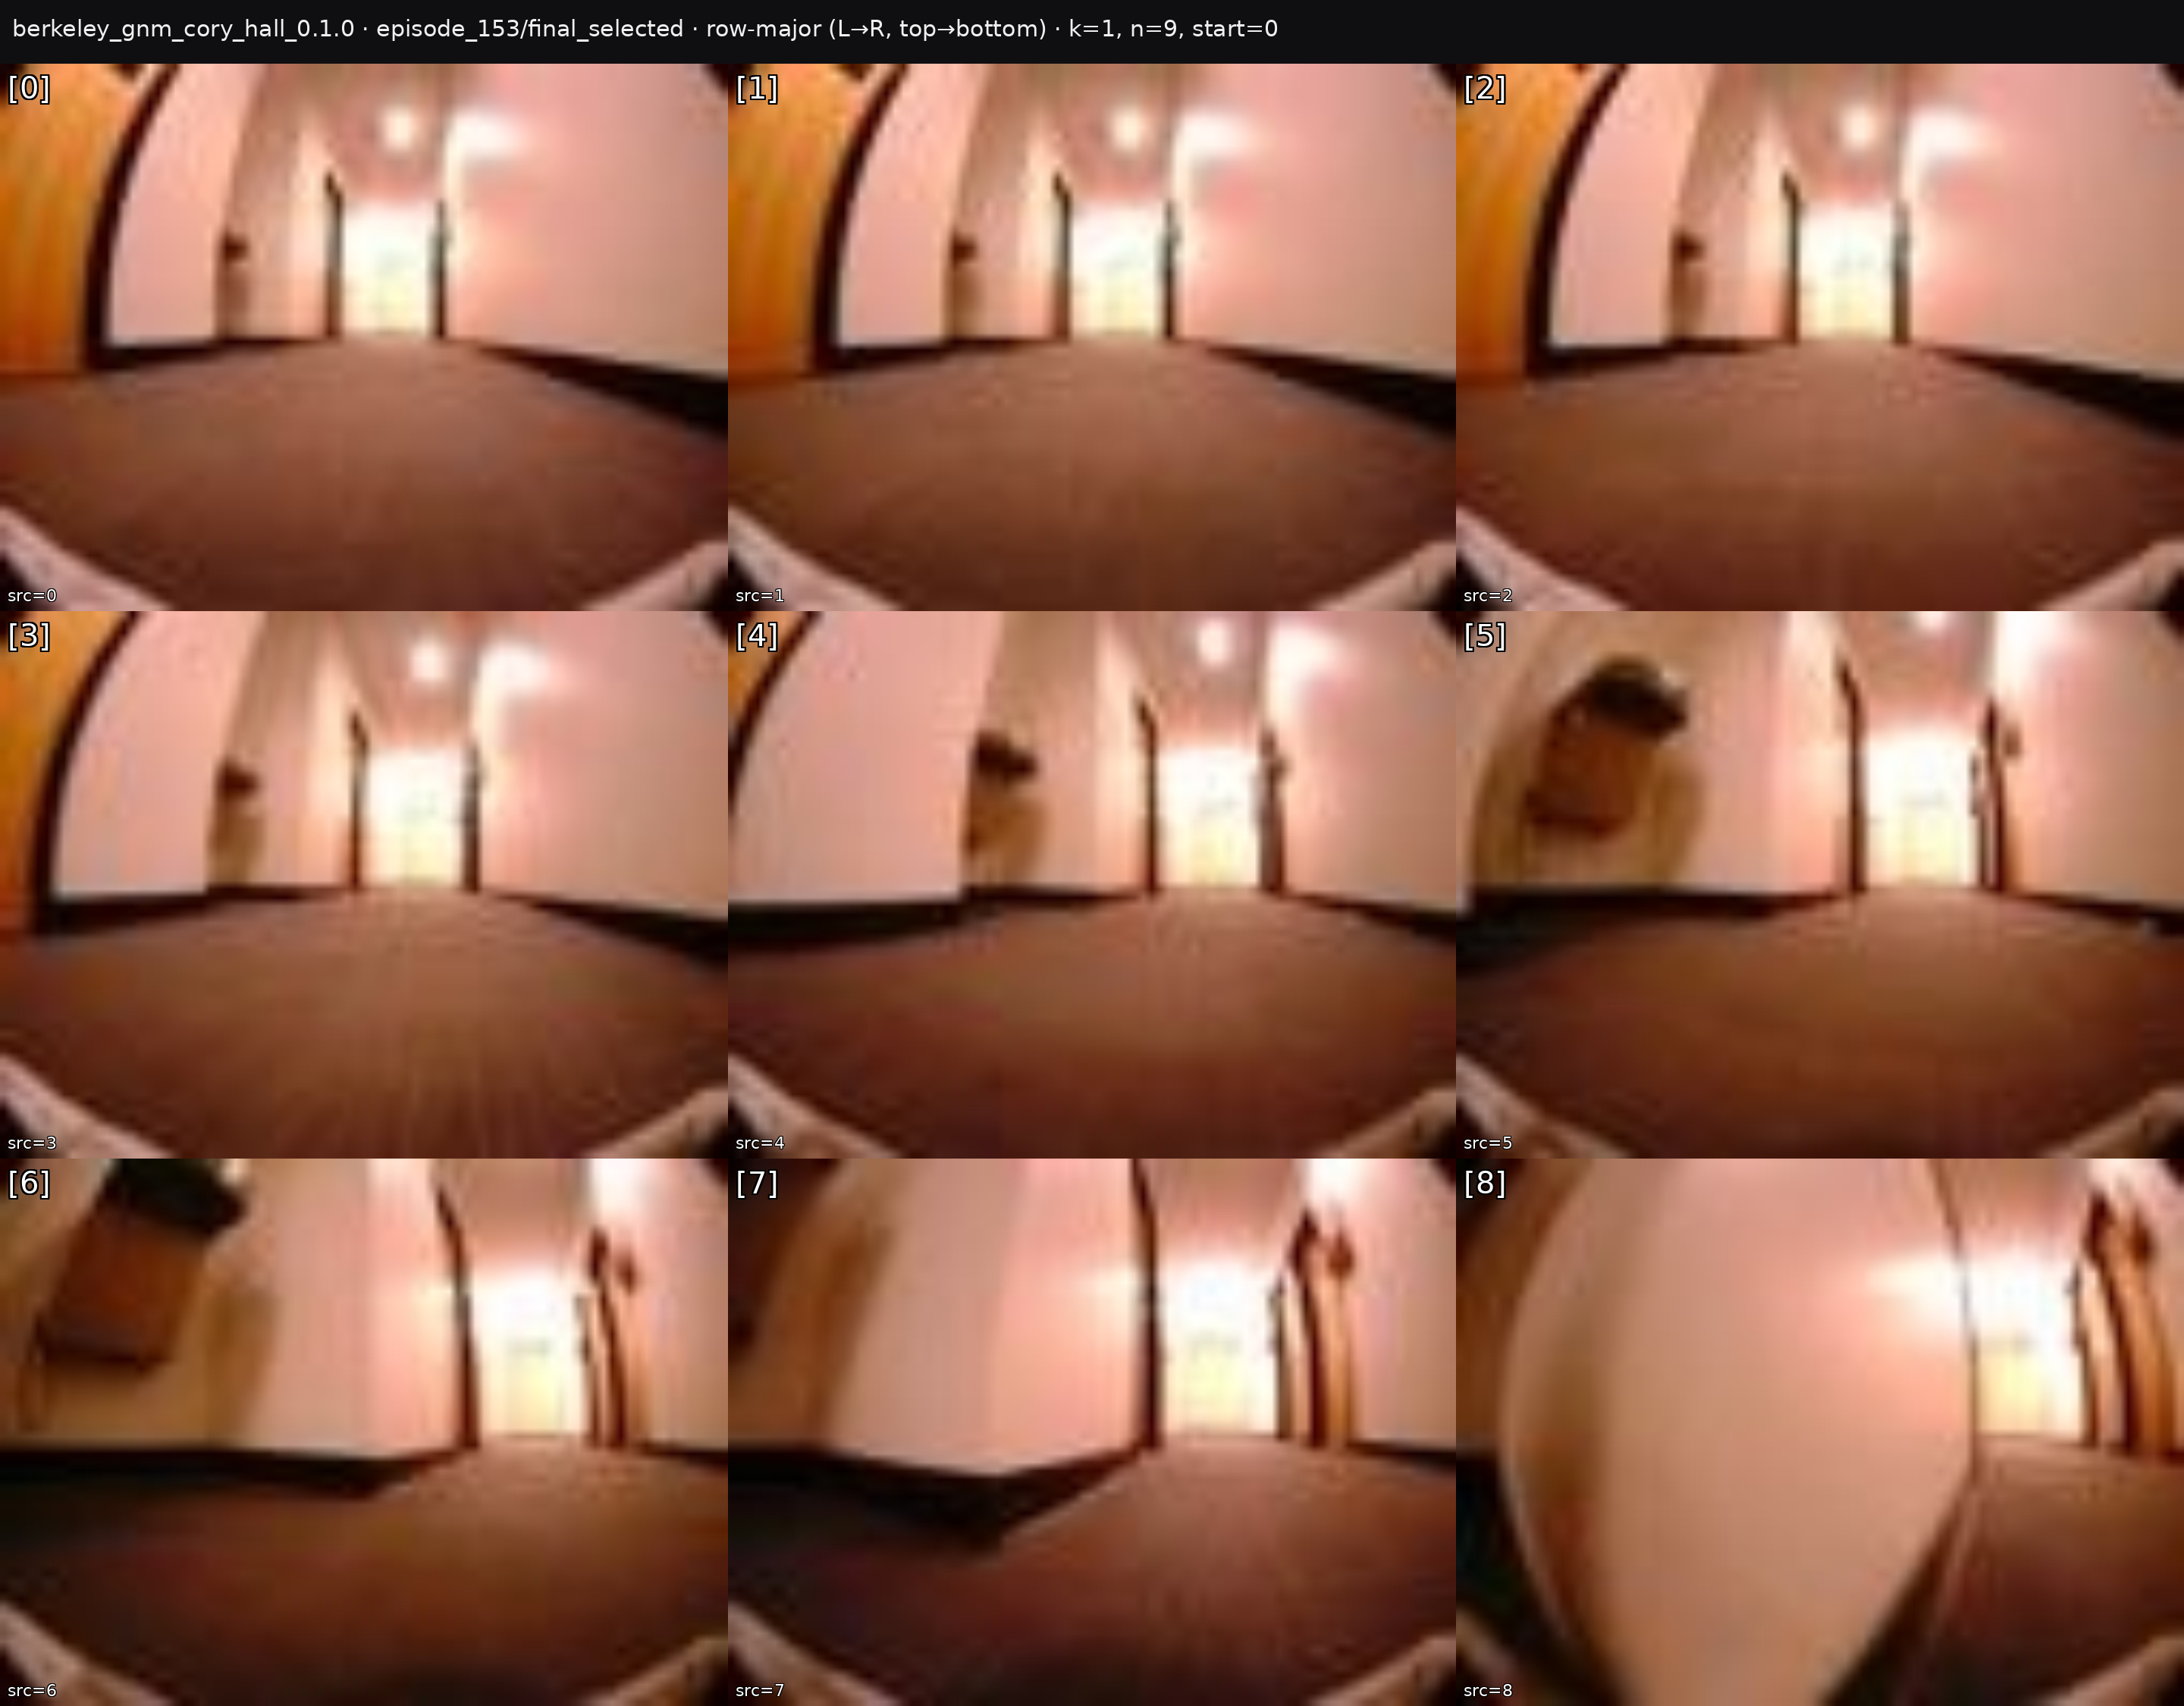 berkeley_gnm_cory_hall_0.1.0 · episode_153/final_selected · row-major (L→R, top→bottom) · k=1, n=9, start=0
[0]
[1]
[2]
src=0
src=1
src=2
[3]
[4]
[5]
src=3
src=4
src=5
[6]
[7]
[8]
src=6
src=7
src=8